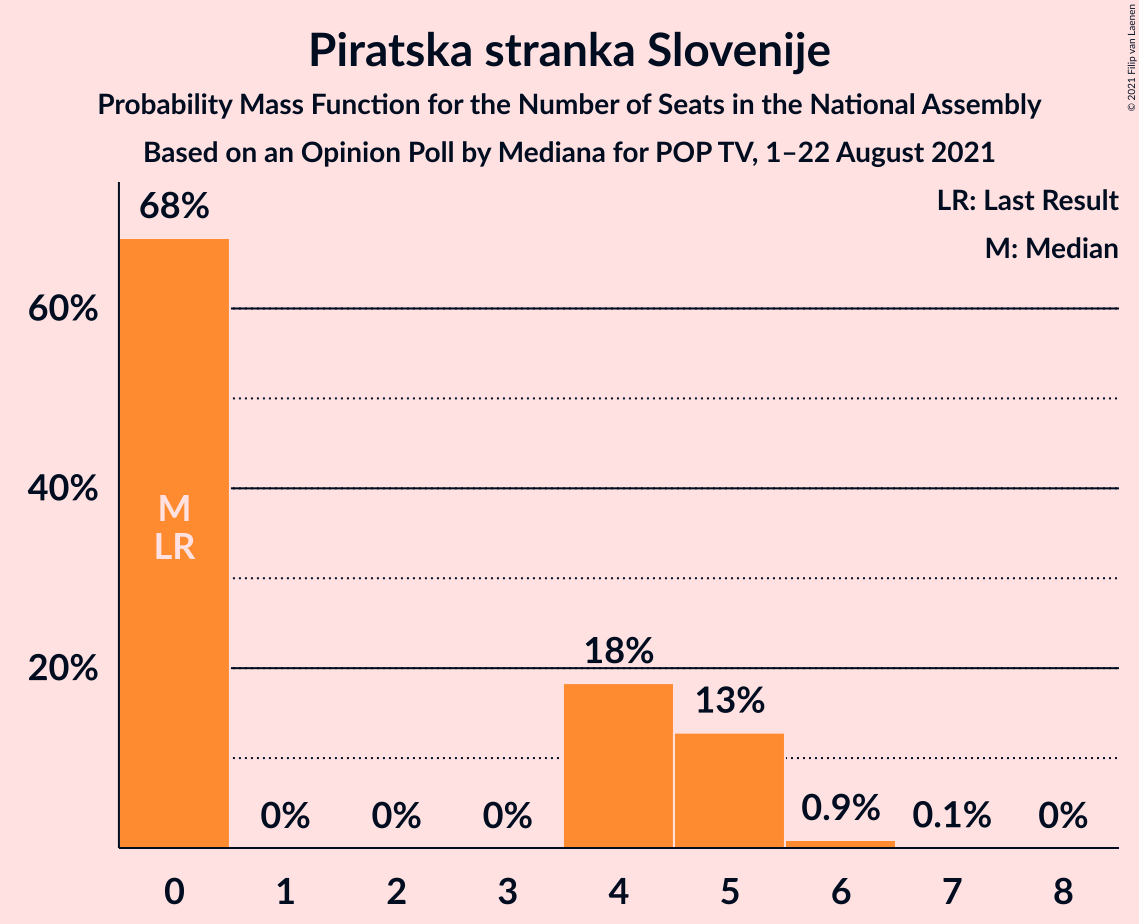 Piratska stranka Slovenije
Probability Mass Function for the Number of Seats in the National Assembly
Based on an Opinion Poll by Mediana for POP TV, 1–22 August 2021
© 2021 Filip van Laenen
LR: Last Result
M: Median
68%
60%
40%
20%
M
LR
0%
0%
0%
18%
13%
0.9%
0.1%
0%
0 1 2 3 4 5 6 7 8